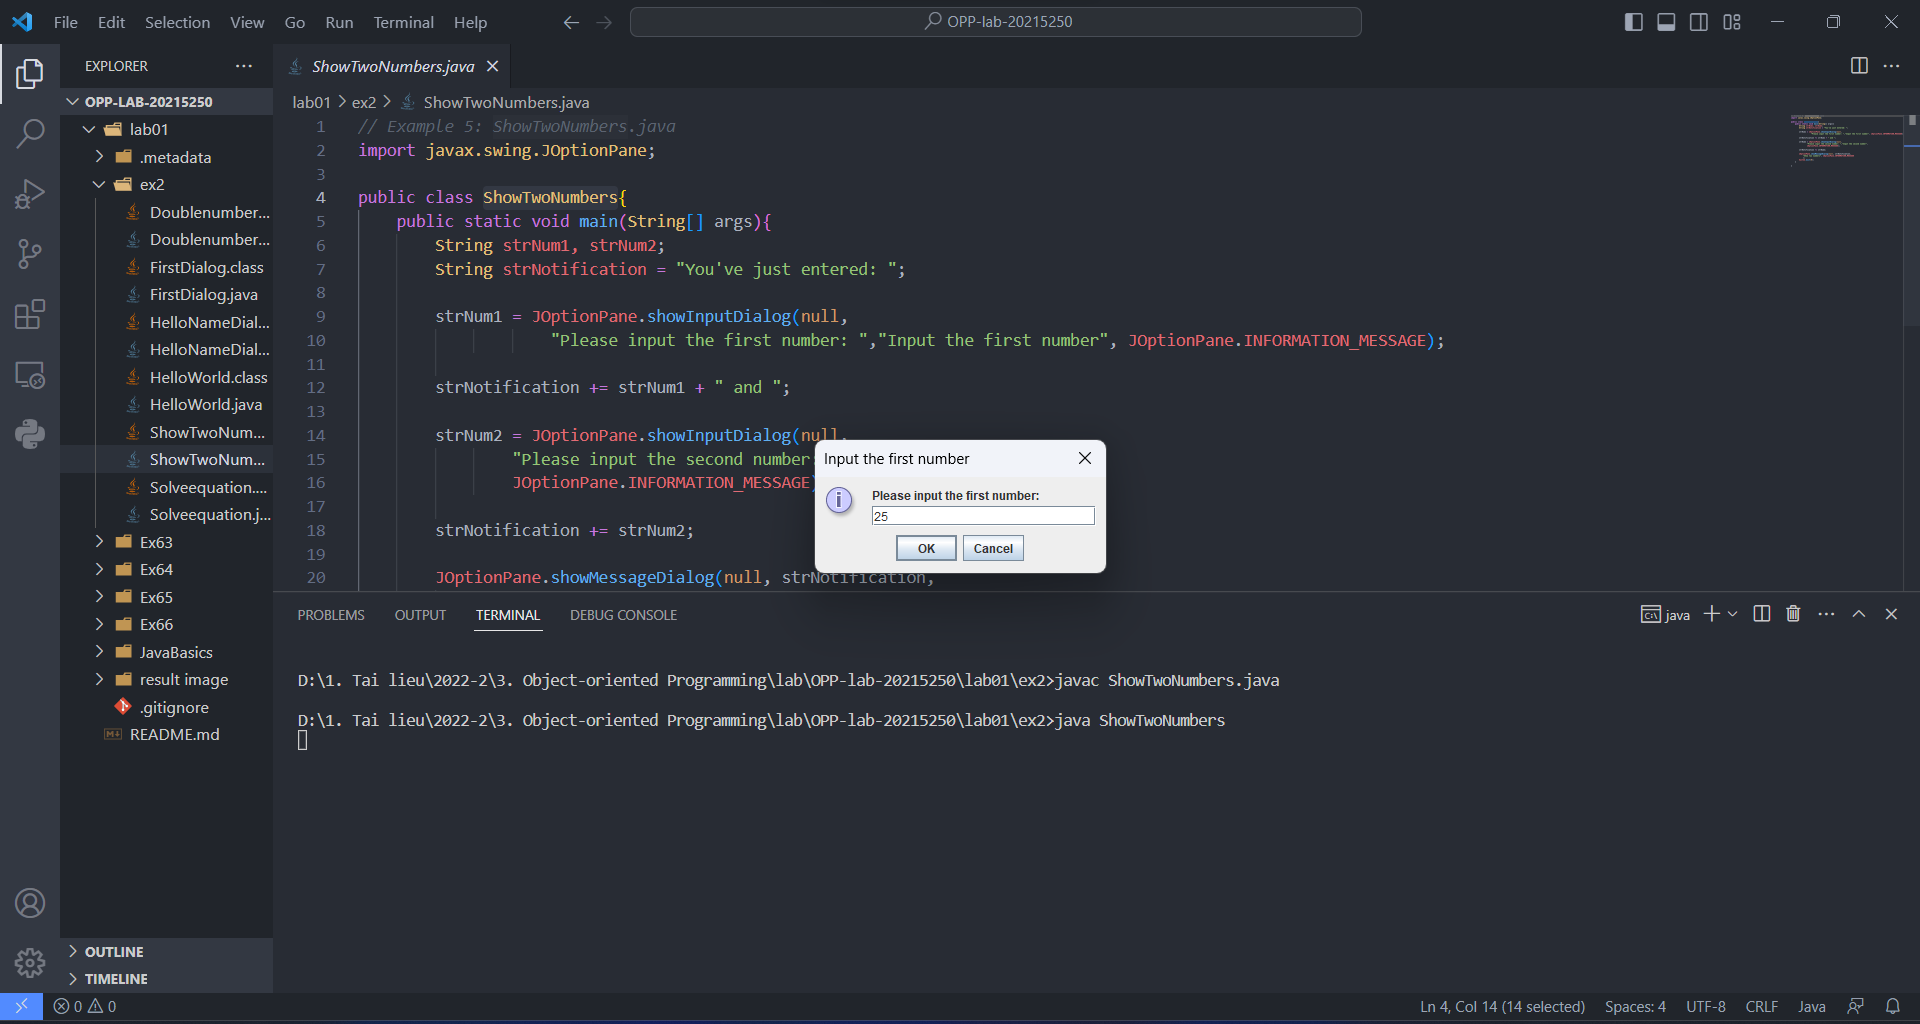 File Edit Selection View Go Run Terminal Help OPP-lab-20215250
EXPLORER
OPP-LAB-20215250
lab01
.metadata
ex2
Doublenumber...
Doublenumber...
FirstDialog.class
FirstDialog.java
HelloNameDial...
HelloNameDial...
HelloWorld.class
HelloWorld.java
ShowTwoNum...
ShowTwoNum...
Solveequation....
Solveequation.j...
Ex63
Ex64
Ex65
Ex66
JavaBasics
result image
.gitignore
README.md
OUTLINE
TIMELINE
ShowTwoNumbers.java
lab01 > ex2 > ShowTwoNumbers.java
1 // Example 5: ShowTwoNumbers.java
2 import javax.swing.JOptionPane;
3
4 public class ShowTwoNumbers{
5 public static void main(String[] args){
6 String strNum1, strNum2;
7 String strNotification = "You've just entered: ";
8
9 strNum1 = JOptionPane.showInputDialog(null,
10 "Please input the first number: ","Input the first number", JOptionPane.INFORMATION_MESSAGE);
11
12 strNotification += strNum1 + " and ";
13
14 strNum2 = JOptionPane.showInputDialog(null,
15 "Please input the second number:
16 JOptionPane.INFORMATION_MESSAGE)
17
18 strNotification += strNum2;
19
20 JOptionPane.showMessageDialog(null, strNotification,
Input the first number
Please input the first number:
25
OK Cancel
PROBLEMS OUTPUT TERMINAL DEBUG CONSOLE
java
D:\1. Tai lieu\2022-2\3. Object-oriented Programming\lab\OPP-lab-20215250\lab01\ex2>javac ShowTwoNumbers.java
D:\1. Tai lieu\2022-2\3. Object-oriented Programming\lab\OPP-lab-20215250\lab01\ex2>java ShowTwoNumbers
0 0 Ln 4, Col 14 (14 selected) Spaces: 4 UTF-8 CRLF Java